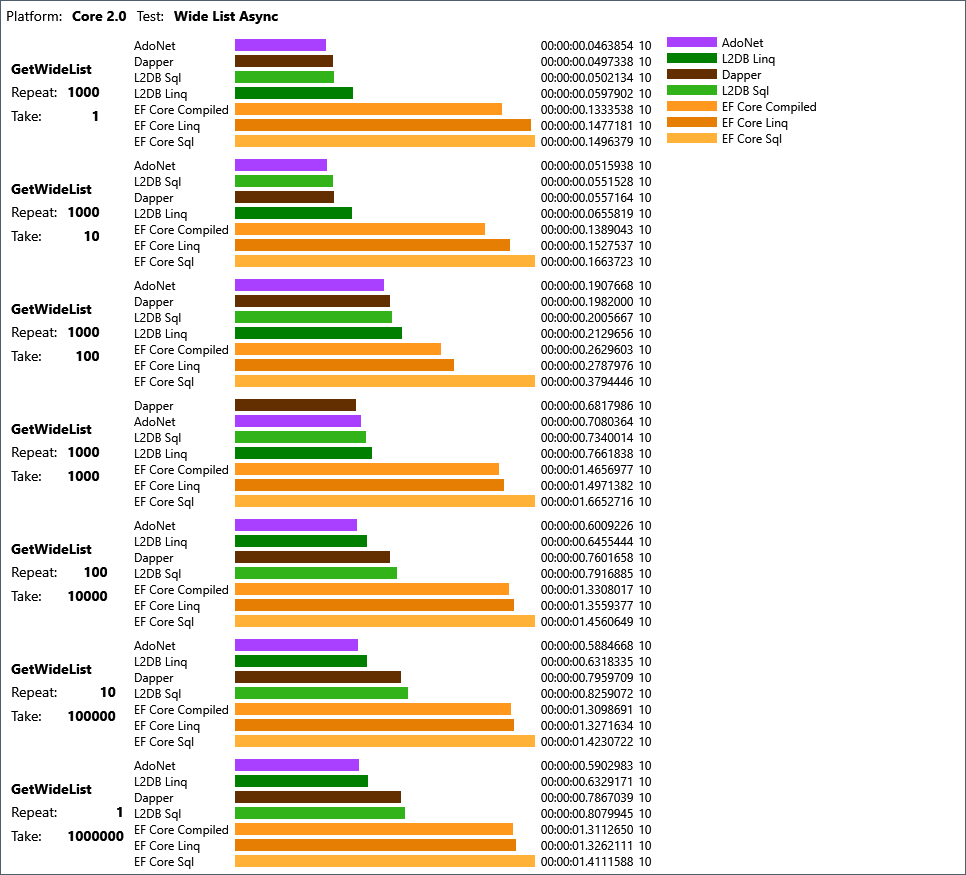 Platform: Core 2.0 Test: Wide List Async
GetWideList
Repeat: 1000
Take: 1
AdoNet 00:00:00.0463854 10
Dapper 00:00:00.0497338 10
L2DB Sql 00:00:00.0502134 10
L2DB Linq 00:00:00.0597902 10
EF Core Compiled 00:00:00.1333538 10
EF Core Linq 00:00:00.1477181 10
EF Core Sql 00:00:00.1496379 10
AdoNet
L2DB Linq
Dapper
L2DB Sql
EF Core Compiled
EF Core Linq
EF Core Sql
GetWideList
Repeat: 1000
Take: 10
AdoNet 00:00:00.0515938 10
L2DB Sql 00:00:00.0551528 10
Dapper 00:00:00.0557164 10
L2DB Linq 00:00:00.0655819 10
EF Core Compiled 00:00:00.1389043 10
EF Core Linq 00:00:00.1527537 10
EF Core Sql 00:00:00.1663723 10
GetWideList
Repeat: 1000
Take: 100
AdoNet 00:00:00.1907668 10
Dapper 00:00:00.1982000 10
L2DB Sql 00:00:00.2005667 10
L2DB Linq 00:00:00.2129656 10
EF Core Compiled 00:00:00.2629603 10
EF Core Linq 00:00:00.2787976 10
EF Core Sql 00:00:00.3794446 10
GetWideList
Repeat: 1000
Take: 1000
Dapper 00:00:00.6817986 10
AdoNet 00:00:00.7080364 10
L2DB Sql 00:00:00.7340014 10
L2DB Linq 00:00:00.7661838 10
EF Core Compiled 00:00:01.4656977 10
EF Core Linq 00:00:01.4971382 10
EF Core Sql 00:00:01.6652716 10
GetWideList
Repeat: 100
Take: 10000
AdoNet 00:00:00.6009226 10
L2DB Linq 00:00:00.6455444 10
Dapper 00:00:00.7601658 10
L2DB Sql 00:00:00.7916885 10
EF Core Compiled 00:00:01.3308017 10
EF Core Linq 00:00:01.3559377 10
EF Core Sql 00:00:01.4560649 10
GetWideList
Repeat: 10
Take: 100000
AdoNet 00:00:00.5884668 10
L2DB Linq 00:00:00.6318335 10
Dapper 00:00:00.7959709 10
L2DB Sql 00:00:00.8259072 10
EF Core Compiled 00:00:01.3098691 10
EF Core Linq 00:00:01.3271634 10
EF Core Sql 00:00:01.4230722 10
GetWideList
Repeat: 1
Take: 1000000
AdoNet 00:00:00.5902983 10
L2DB Linq 00:00:00.6329171 10
Dapper 00:00:00.7867039 10
L2DB Sql 00:00:00.8079945 10
EF Core Compiled 00:00:01.3112650 10
EF Core Linq 00:00:01.3262111 10
EF Core Sql 00:00:01.4111588 10